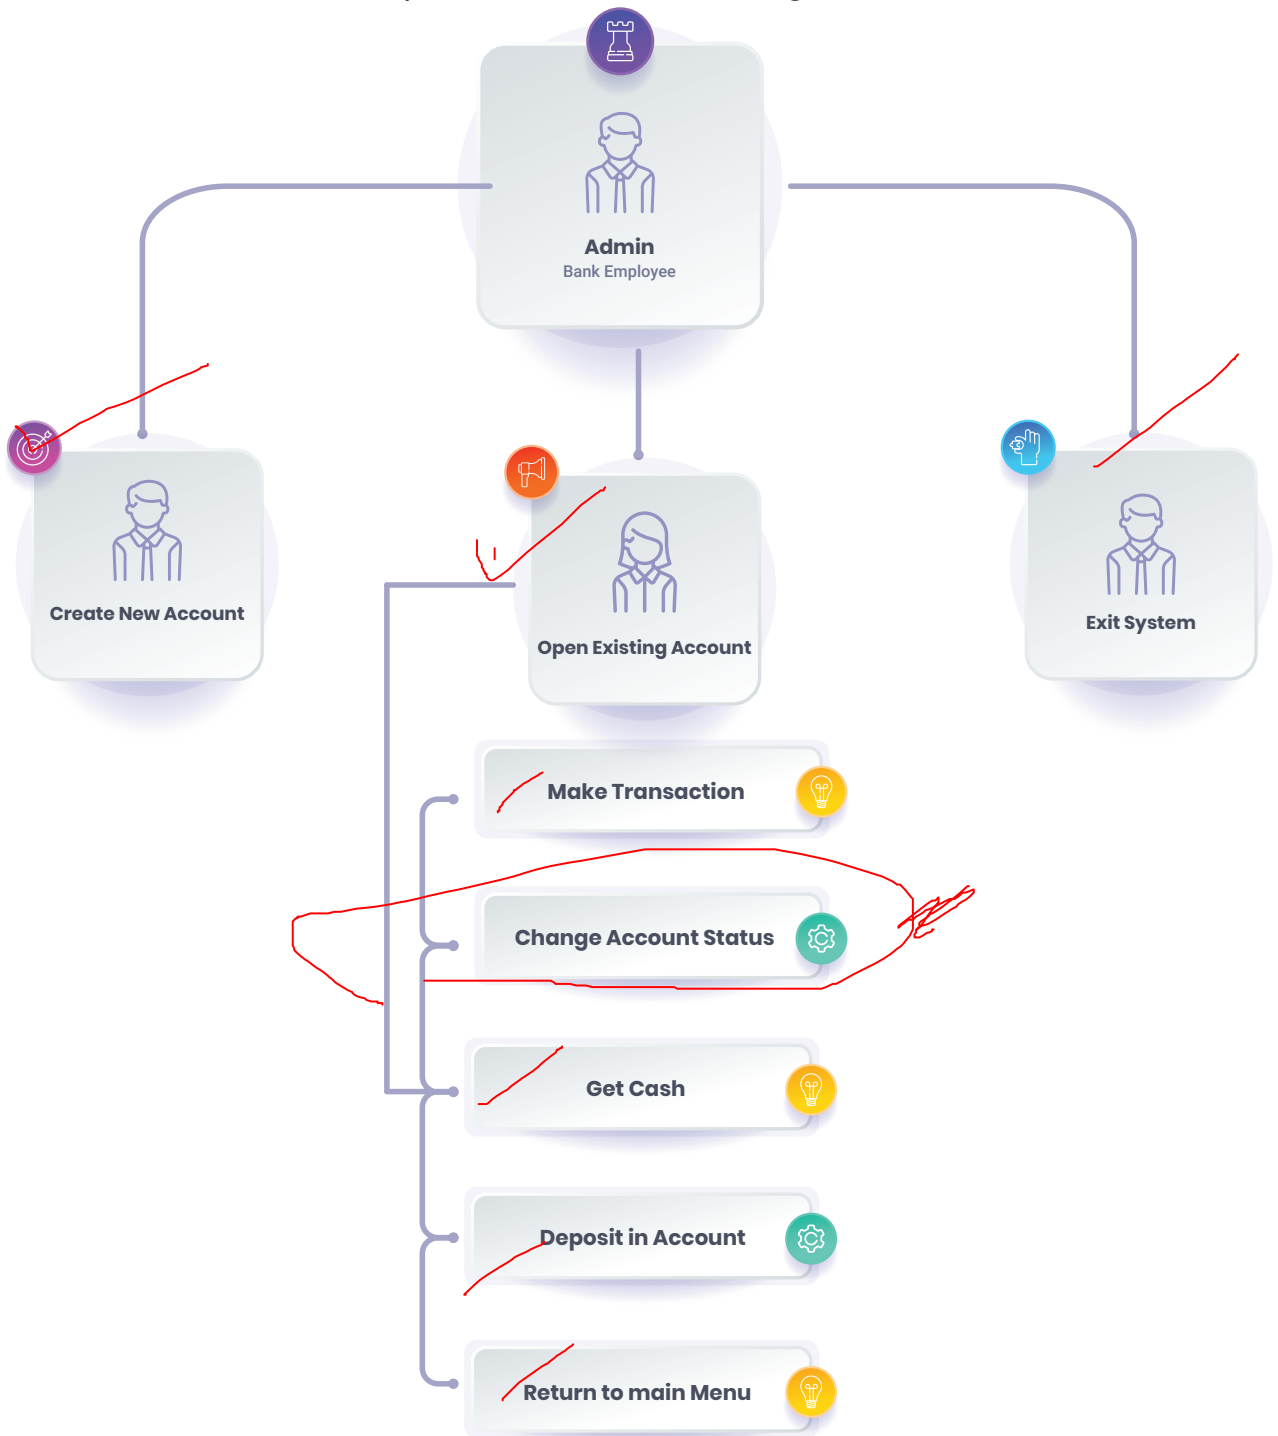 Admin
Bank Employee
Create New Account
Open Existing Account
Exit System
Make Transaction
Change Account Status
Get Cash
Deposit in Account
Return to main Menu